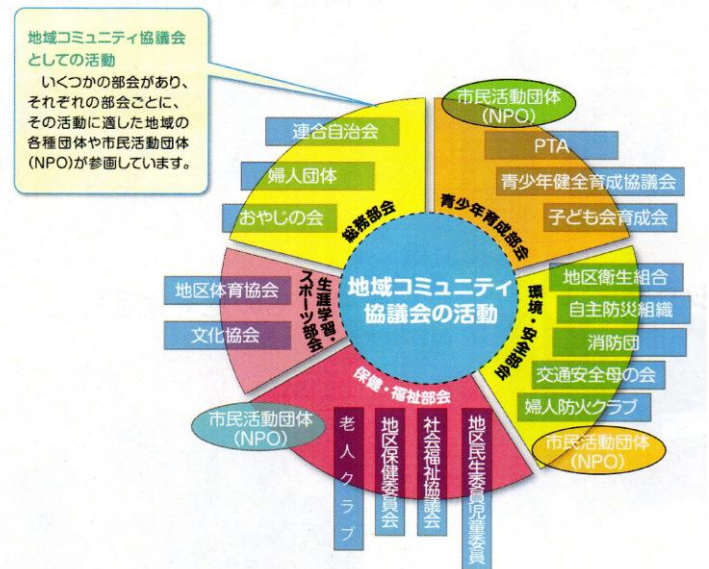 地域コミュニティ協議会
としての活動
いくつかの部会があり、
それぞれの部会ごとに、
その活動に適した地域の
各種団体や市民活動団体
(NPO)が参画しています。
連合自治会
婦人団体
おやじの会
総務部会
市民活動団体
(NPO)
PTA
青少年健全育成協議会
子ども会育成会
青少年育成部会
地区衛生組合
自主防災組織
消防団
交通安全母の会
婦人防火クラブ
環境・安全部会
市民活動団体
(NPO)
地区体育協会
文化協会
生涯学習・
スポーツ部会
地域コミュニティ
協議会の活動
保健・福祉部会
市民活動団体
(NPO)
老人クラブ
地区保健委員会
社会福祉協議会
地区民生委員児童委員